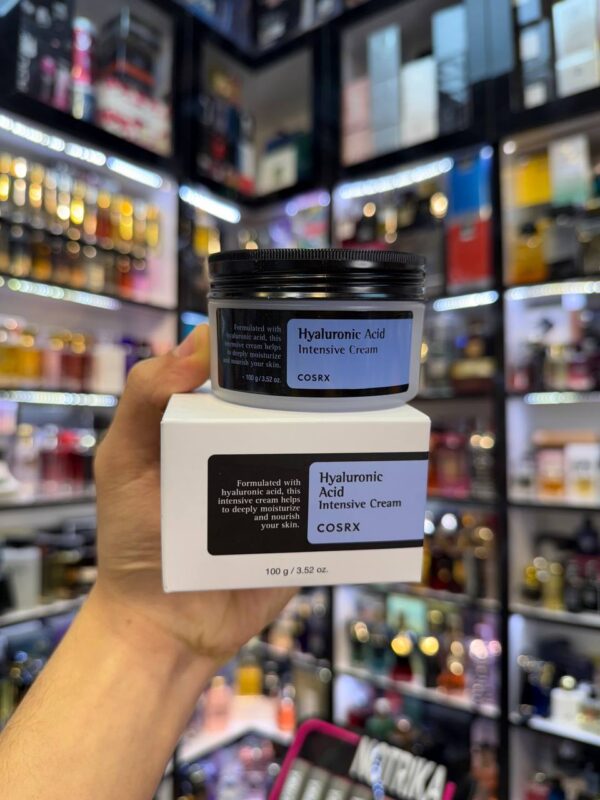 Formulated with
hyaluronic acid, this
intensive cream helps
to deeply moisturize
and nourish your skin.
• 100 g / 3.52 oz.
Hyaluronic Acid
Intensive Cream
COSRX
Formulated with
hyaluronic acid, this
intensive cream helps
to deeply moisturize
and nourish
your skin.
Hyaluronic
Acid
Intensive Cream
COSRX
100 g / 3.52 oz.
NOTRIKA